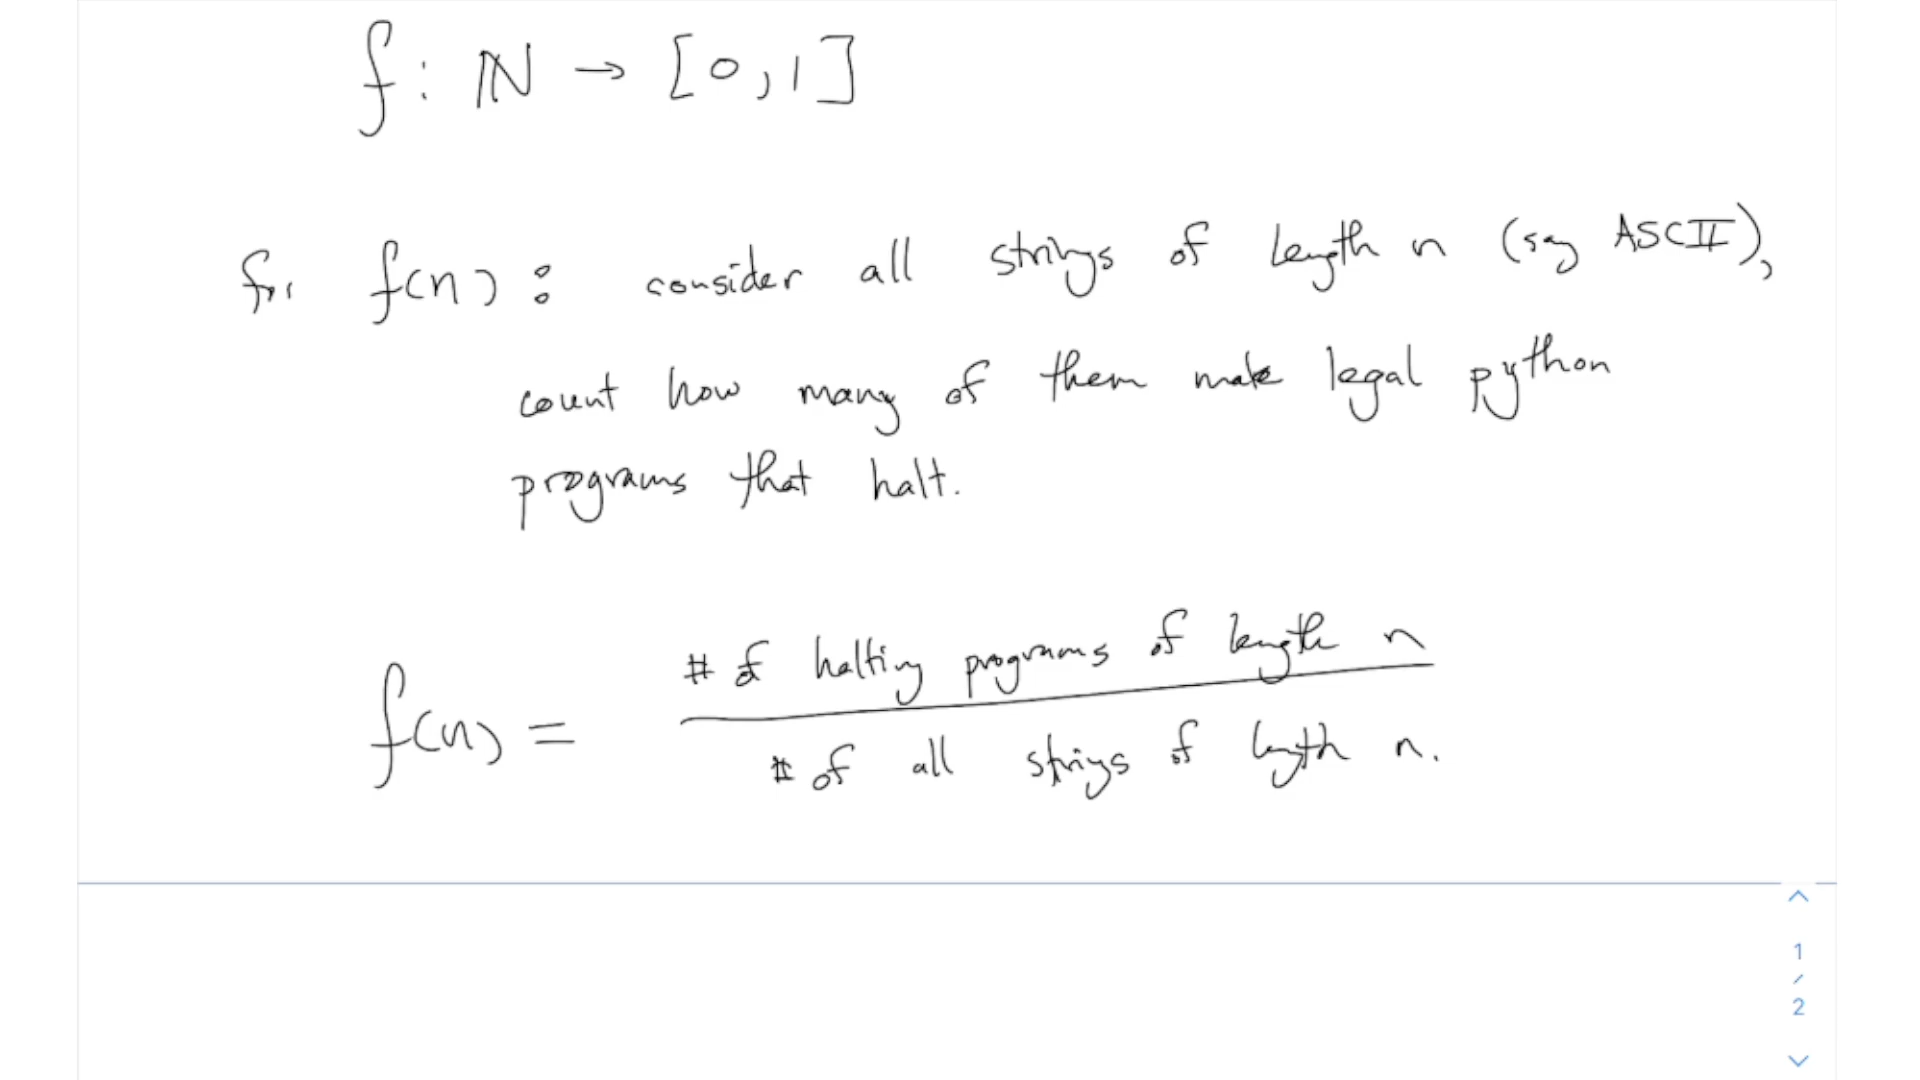 f: ℕ → [0,1]
for f(n): consider all strings of length n (say ASCII),
count how many of them make legal python
programs that halt.
# of halting programs of length n
f(n) =
# of all strings of length n.
1
/
2